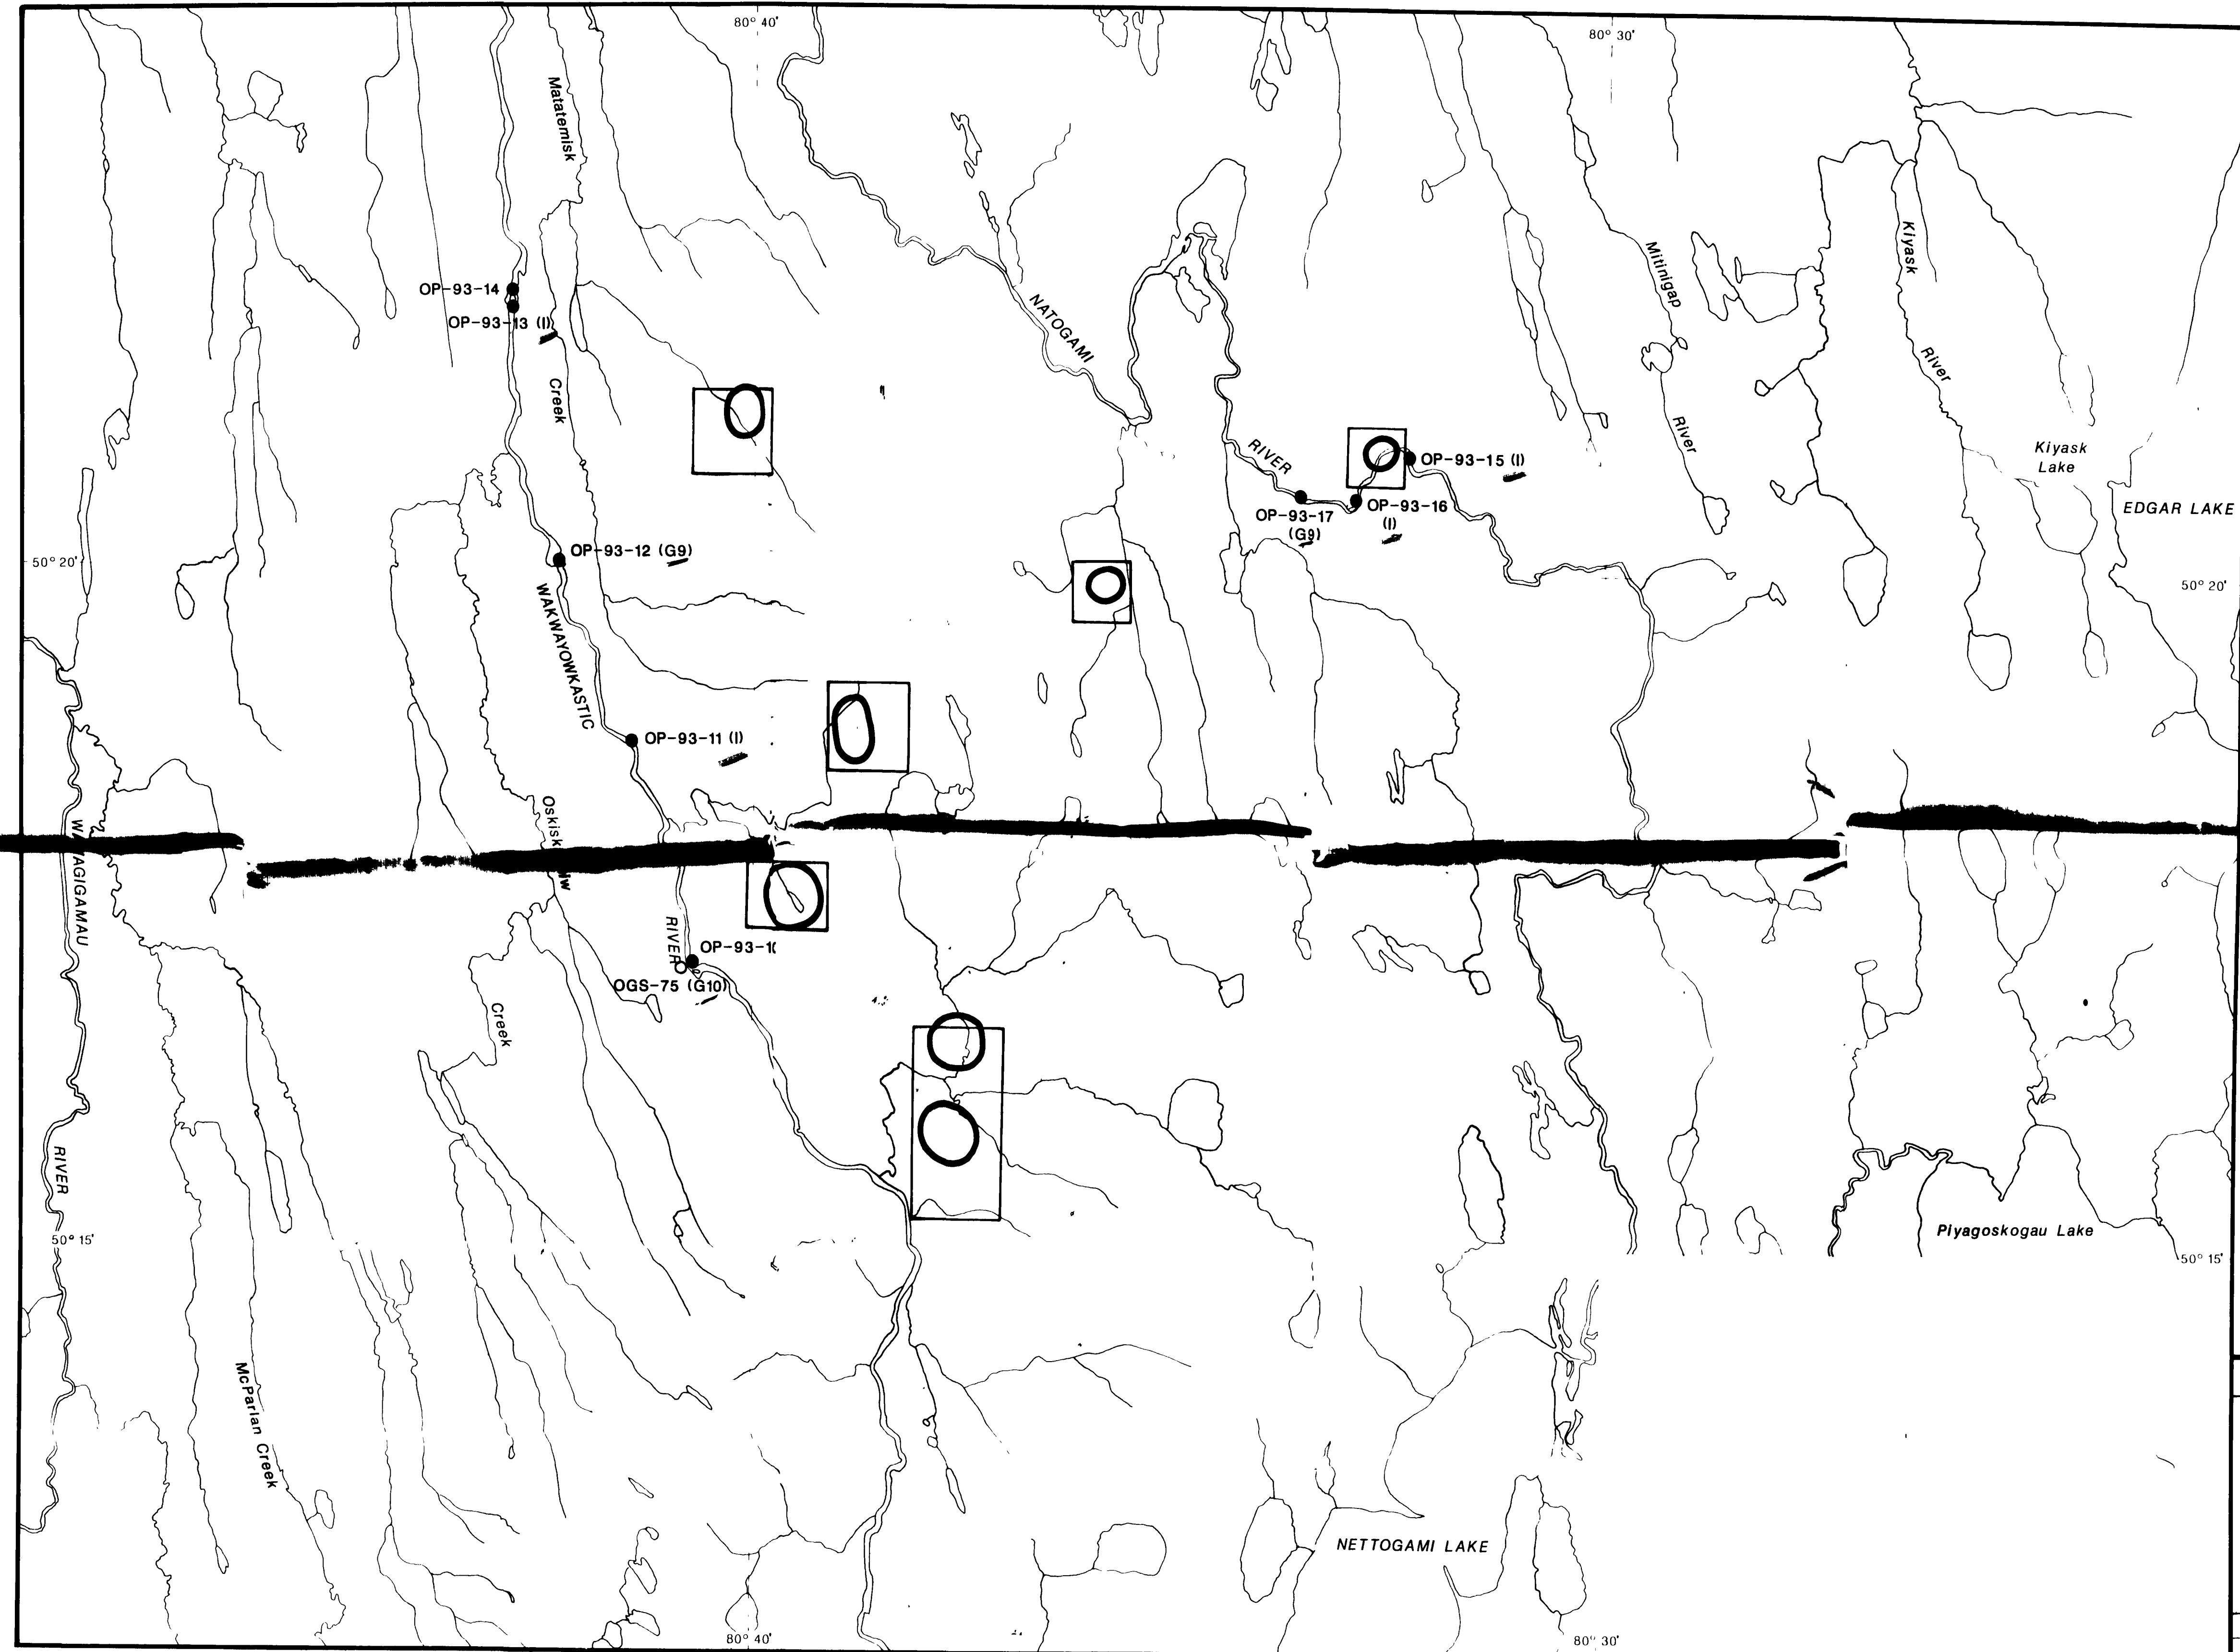 80° 40'
80° 30'
Matatemisk
Kiyask
Mitinigap
OP-93-14
NATOGAMI
OP-93-13 (I)
River
Creek
River
RIVER
Kiyask
Lake
OP-93-15 (I)
OP-93-16
(I)
OP-93-17
(G9)
EDGAR LAKE
OP-93-12 (G9)
50° 20'
50° 20'
WAKWAYOWKASTIC
OP-93-11 (I)
RIVER
OP-93-1
OGS-75 (G10)
Creek
RIVER
Piyagoskogau Lake
50° 15'
50° 15'
McParlan Creek
NETTOGAMI LAKE
80° 40'
80° 30'